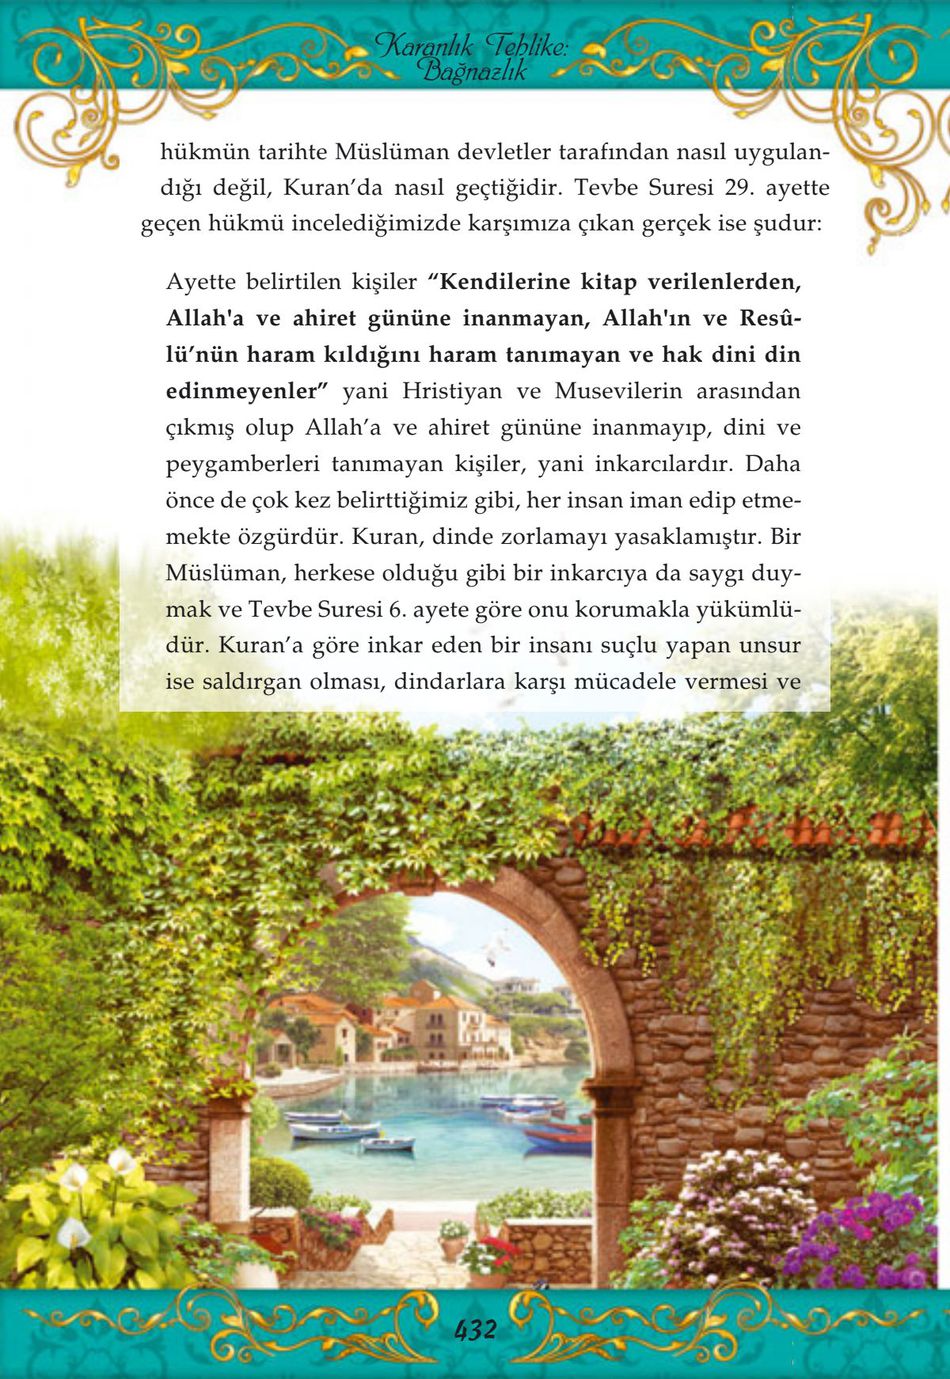 Karanlık Tehlike:
Bağnazlık
hükmün tarihte Müslüman devletler tarafından nasıl uygulan-
dığı değil, Kuran’da nasıl geçtiğidir. Tevbe Suresi 29. ayette
geçen hükmü incelediğimizde karşımıza çıkan gerçek ise şudur:
Ayette belirtilen kişiler “Kendilerine kitap verilenlerden,
Allah'a ve ahiret gününe inanmayan, Allah'ın ve Resû-
lü’nün haram kıldığını haram tanımayan ve hak dini din
edinmeyenler” yani Hristiyan ve Musevilerin arasından
çıkmış olup Allah’a ve ahiret gününe inanmayıp, dini ve
peygamberleri tanımayan kişiler, yani inkarcılardır. Daha
önce de çok kez belirttiğimiz gibi, her insan iman edip etme-
mekte özgürdür. Kuran, dinde zorlamayı yasaklamıştır. Bir
Müslüman, herkese olduğu gibi bir inkarcıya da saygı duy-
mak ve Tevbe Suresi 6. ayete göre onu korumakla yükümlü-
dür. Kuran’a göre inkar eden bir insanı suçlu yapan unsur
ise saldırgan olması, dindarlara karşı mücadele vermesi ve
432